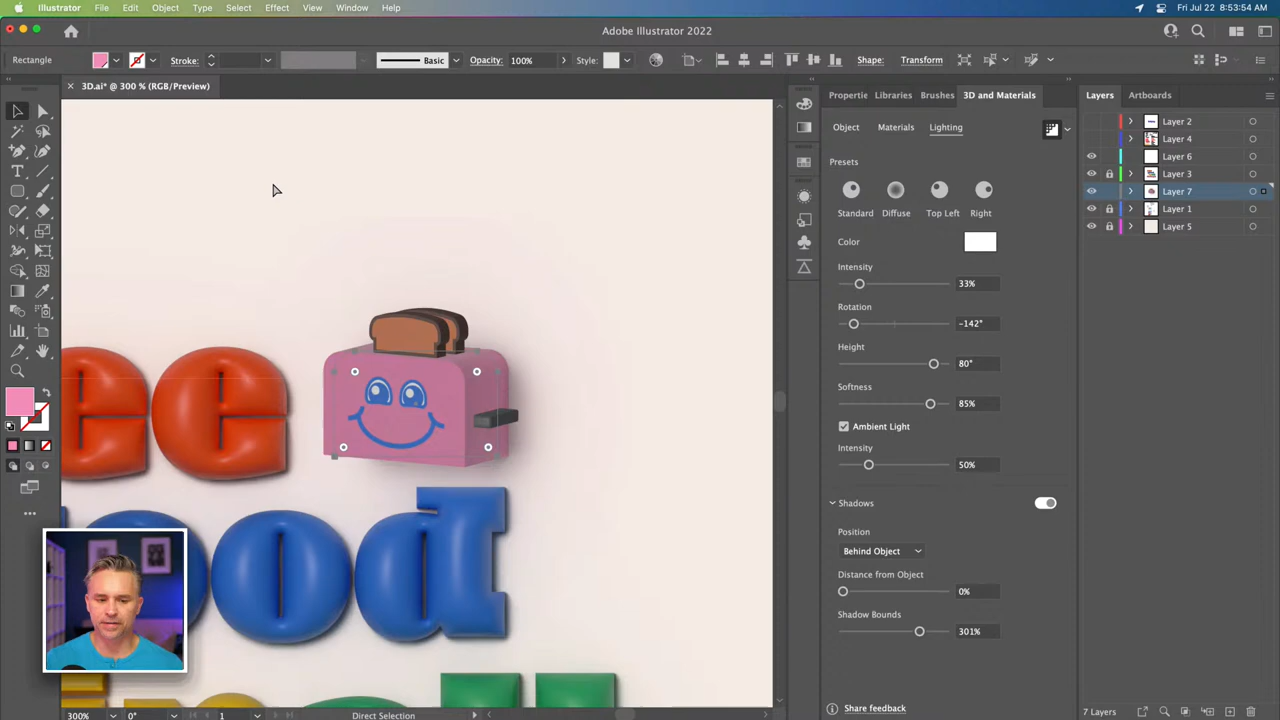 Illustrator File Edit Object Type Select Effect View Window Help Fri Jul 22 8:53:54 AM
Adobe Illustrator 2022
Rectangle Stroke: Basic Opacity: 100% Style: Shape: Transform
× 3D.ai* @ 300 % (RGB/Preview)
Propertie Libraries Brushes 3D and Materials Layers Artboards
Object Materials Lighting
Presets
Standard Diffuse Top Left Right
Color
Intensity
33%
Rotation
-142°
Height
80°
Softness
85%
Ambient Light
Intensity
50%
Shadows
Position
Behind Object
Distance from Object
0%
Shadow Bounds
301%
Share feedback
Layer 2
Layer 4
Layer 6
Layer 3
Layer 7
Layer 1
Layer 5
7 Layers
ee
ood
300% 0° 1 Direct Selection